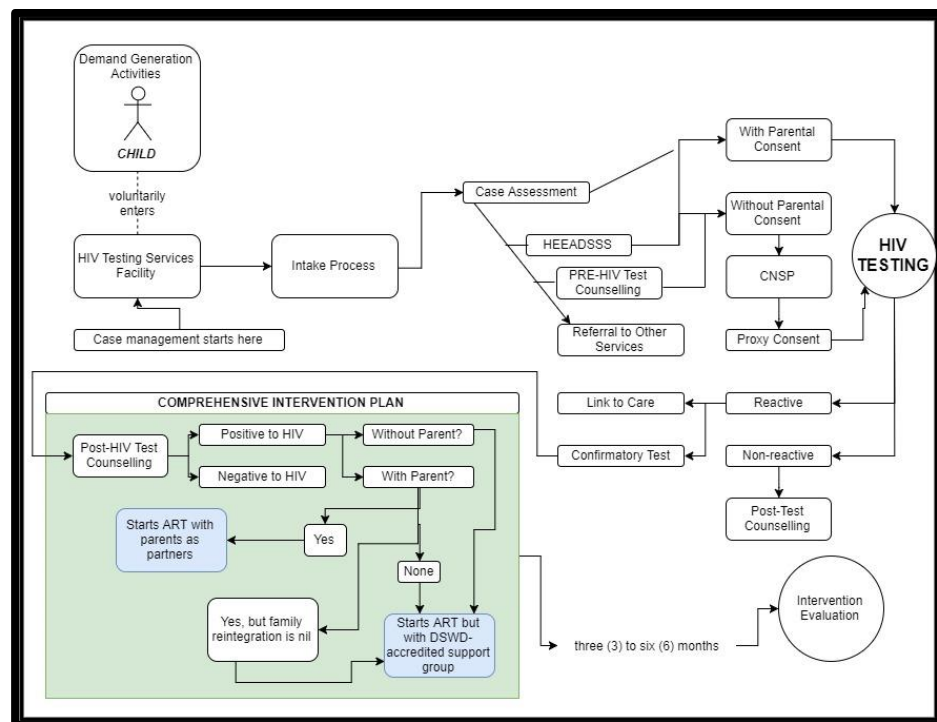 Demand Generation
Activities
CHILD
voluntarily
enters
HIV Testing Services
Facility
Case management starts here
Intake Process
Case Assessment
HEEADSSS
PRE-HIV Test
Counselling
Referral to Other
Services
With Parental
Consent
Without Parental
Consent
CNSP
Proxy Consent
HIV
TESTING
Reactive
Link to Care
Confirmatory Test
Non-reactive
Post-Test
Counselling
COMPREHENSIVE INTERVENTION PLAN
Post-HIV Test
Counselling
Positive to HIV
Negative to HIV
Without Parent?
With Parent?
Yes
Starts ART with
parents as
partners
None
Yes, but family
reintegration is nil
Starts ART but
with DSWD-
accredited support
group
three (3) to six (6) months
Intervention
Evaluation